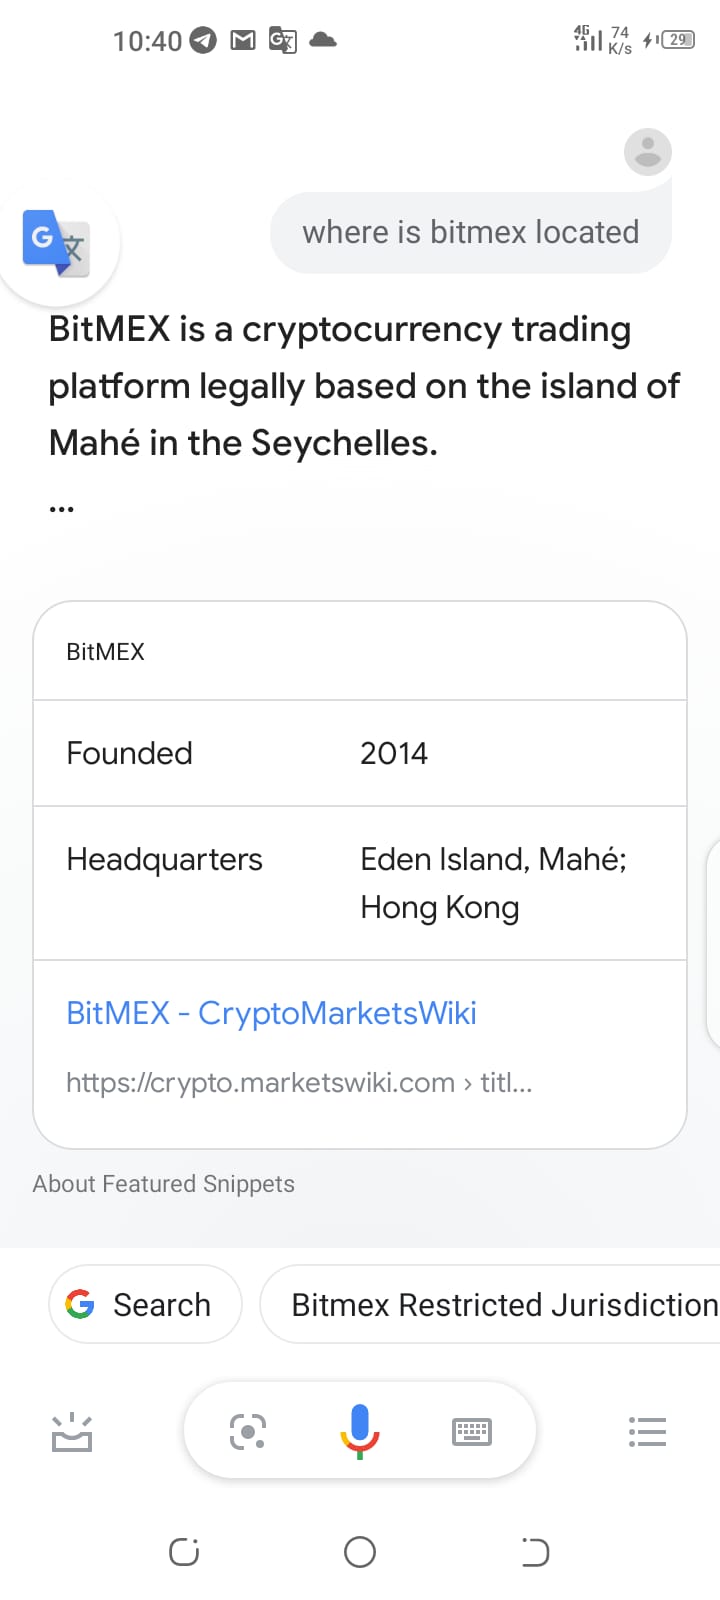 10:40
4G 74 K/s 29
where is bitmex located
BitMEX is a cryptocurrency trading
platform legally based on the island of
Mahé in the Seychelles.
...
BitMEX
Founded 2014
Headquarters Eden Island, Mahé;
Hong Kong
BitMEX - CryptoMarketsWiki
https://crypto.marketswiki.com › titl...
About Featured Snippets
Search Bitmex Restricted Jurisdiction